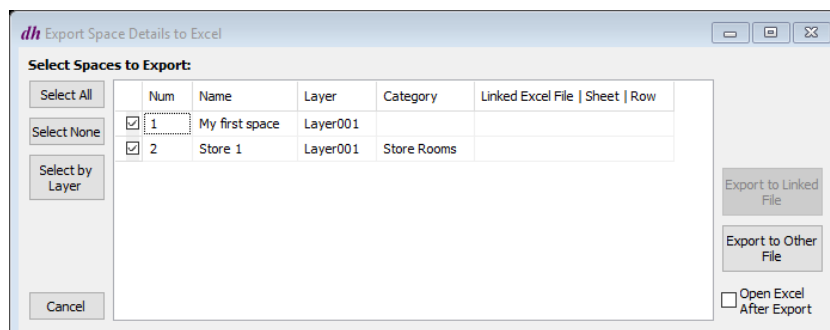 dh Export Space Details to Excel
Select Spaces to Export:
Select All
Select None
Select by
Layer
Cancel
Num Name Layer Category Linked Excel File | Sheet | Row
1 My first space Layer001
2 Store 1 Layer001 Store Rooms
Export to Linked
File
Export to Other
File
Open Excel
After Export